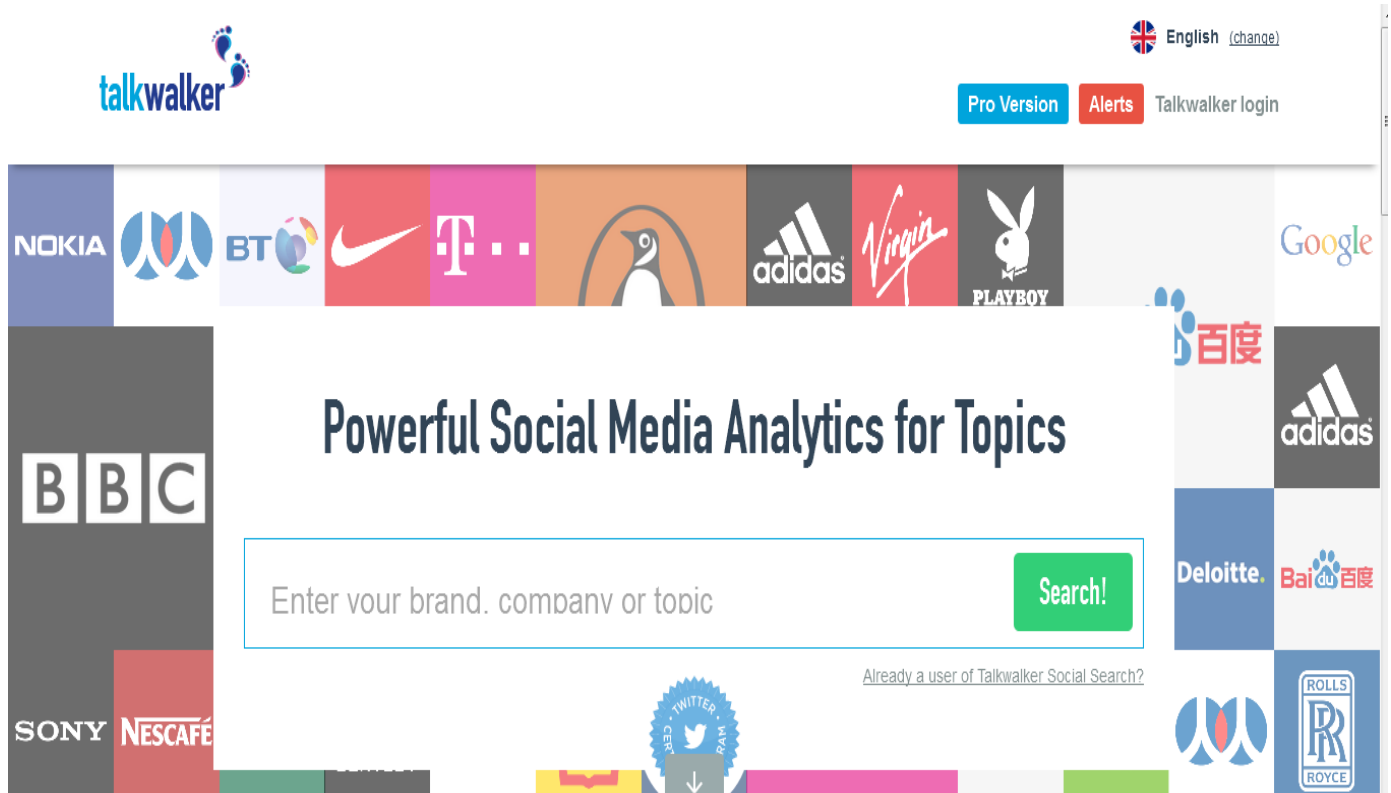 English (change)
talkwalker
Pro Version Alerts Talkwalker login
NOKIA
BT
T
adidas
Virgin
PLAYBOY
Google
百度
adidas
Powerful Social Media Analytics for Topics
BBC
Enter your brand, company or topic
Search!
Deloitte.
Baidu百度
Already a user of Talkwalker Social Search?
SONY
NESCAFÉ
TWITTER
ROLLS
RR
ROYCE